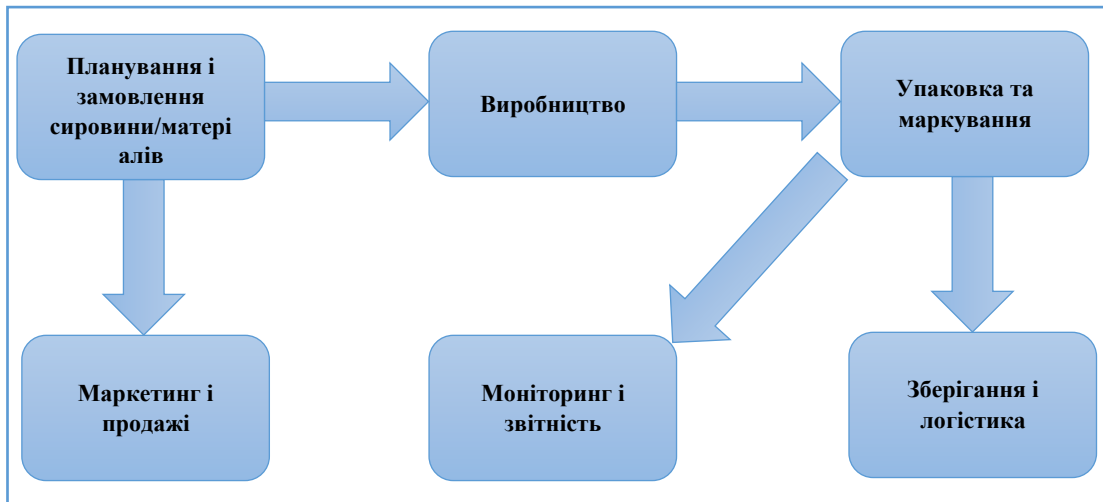 Планування і
замовлення
сировини/матері
алів
Виробництво
Упаковка та
маркування
Маркетинг і
продажі
Моніторинг і
звітність
Зберігання і
логістика